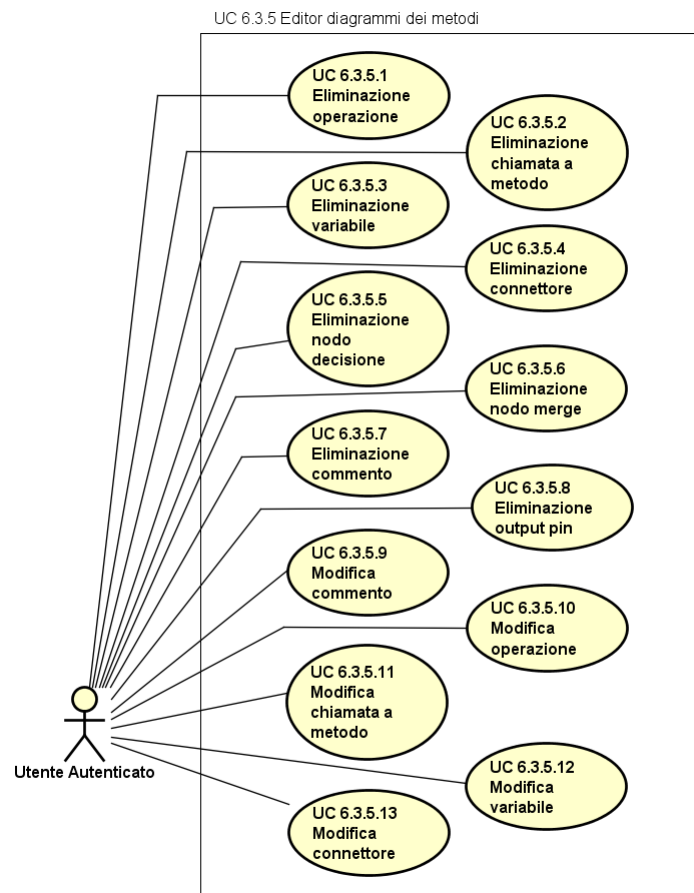 UC 6.3.5 Editor diagrammi dei metodi
UC 6.3.5.1
Eliminazione
operazione
UC 6.3.5.2
Eliminazione
chiamata a
metodo
UC 6.3.5.3
Eliminazione
variabile
UC 6.3.5.4
Eliminazione
connettore
UC 6.3.5.5
Eliminazione
nodo
decisione
UC 6.3.5.6
Eliminazione
nodo merge
UC 6.3.5.7
Eliminazione
commento
UC 6.3.5.8
Eliminazione
output pin
UC 6.3.5.9
Modifica
commento
UC 6.3.5.10
Modifica
operazione
UC 6.3.5.11
Modifica
chiamata a
metodo
Utente Autenticato
UC 6.3.5.12
Modifica
variabile
UC 6.3.5.13
Modifica
connettore